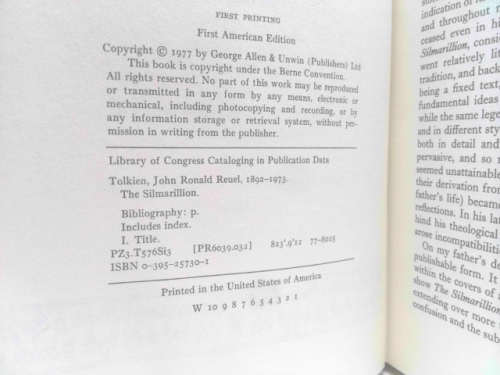 FIRST PRINTING
First American Edition
Copyright © 1977 by George Allen & Unwin (Publishers) Ltd
This book is copyright under the Berne Convention.
All rights reserved. No part of this work may be reproduced
or transmitted in any form by any means, electronic or
mechanical, including photocopying and recording, or by
any information storage or retrieval system, without per-
mission in writing from the publisher.
Library of Congress Cataloging in Publication Data
Tolkien, John Ronald Reuel, 1892-1973.
The Silmarillion.
Bibliography: p.
Includes index.
I. Title.
PZ3.T576Si3 [PR6039.032] 823'.9'12 77-8025
ISBN 0-395-25730-1
Printed in the United States of America
W 10 9 8 7 6 5 4 3 2 1
indication of
and throughout
ceased even in his
Silmarillion, consi
went relatively lit
tradition, and back
being a fixed text,
fundamental ideas
while the same lege
and in different styl
both in detail and
pervasive, and so
seemed unattainable
their derivation from
father's life) became
reflections. In his lat
hind his theological
arose incompatibilities
On my father's de
publishable form. It
within the covers of
show The Silmarillion
extending over more
confusion and the sub